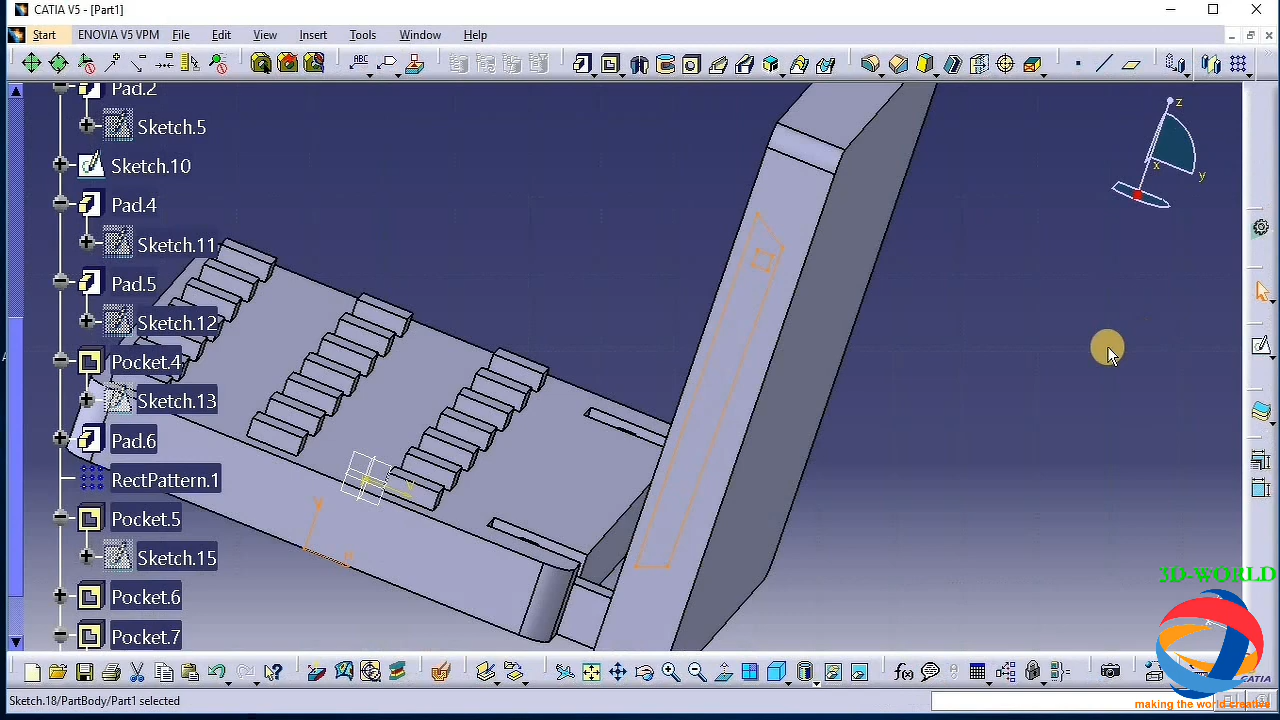 CATIA V5 - [Part1]
Start ENOVIA V5 VPM File Edit View Insert Tools Window Help
Pad.2
Sketch.5
Sketch.10
Pad.4
Sketch.11
Pad.5
Sketch.12
Pocket.4
Sketch.13
Pad.6
RectPattern.1
Pocket.5
Sketch.15
Pocket.6
Pocket.7
z
x
y
ABC
y
V
H
3D-WORLD
CATIA
making the world creative
f(x)
Sketch.18/PartBody/Part1 selected